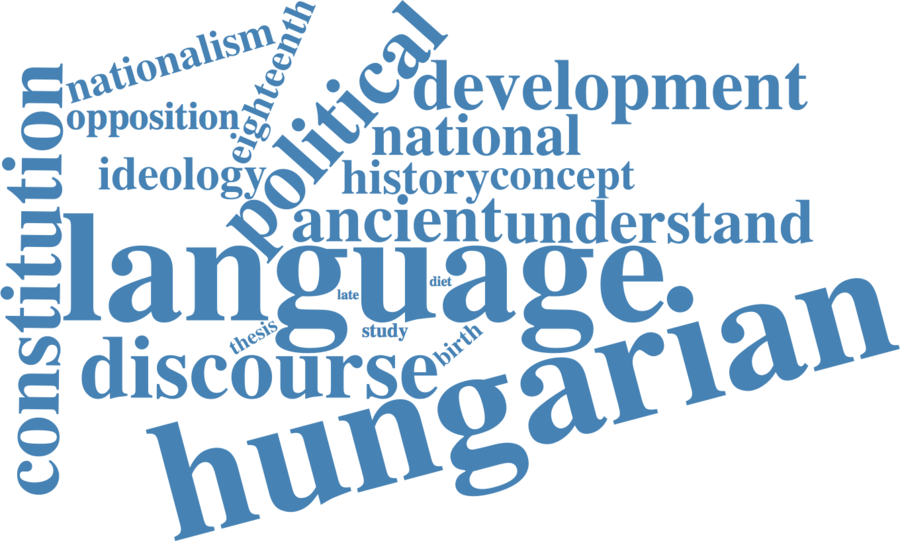 nationalism
eighteenth
political
development
opposition
national
ideology
history
concept
constitution
ancient
understand
language
late
diet
thesis
study
birth
discourse
hungarian